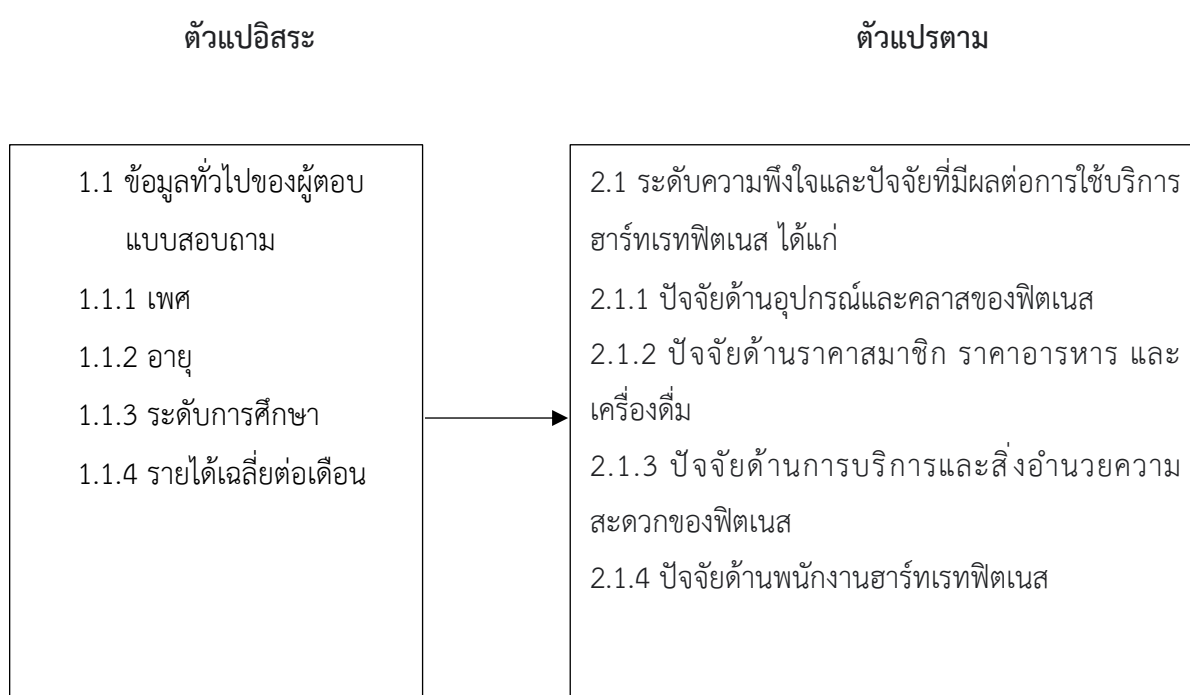 ตัวแปอิสระ
ตัวแปรตาม
1.1 ข้อมูลทั่วไปของผู้ตอบ
แบบสอบถาม
1.1.1 เพศ
1.1.2 อายุ
1.1.3 ระดับการศึกษา
1.1.4 รายได้เฉลี่ยต่อเดือน
2.1 ระดับความพึงใจและปัจจัยที่มีผลต่อการใช้บริการ
ฮาร์ทเรทฟิตเนส ได้แก่
2.1.1 ปัจจัยด้านอุปกรณ์และคลาสของฟิตเนส
2.1.2 ปัจจัยด้านราคาสมาชิก ราคาอารหาร และ
เครื่องดื่ม
2.1.3 ปัจจัยด้านการบริการและสิ่งอำนวยความ
สะดวกของฟิตเนส
2.1.4 ปัจจัยด้านพนักงานฮาร์ทเรทฟิตเนส